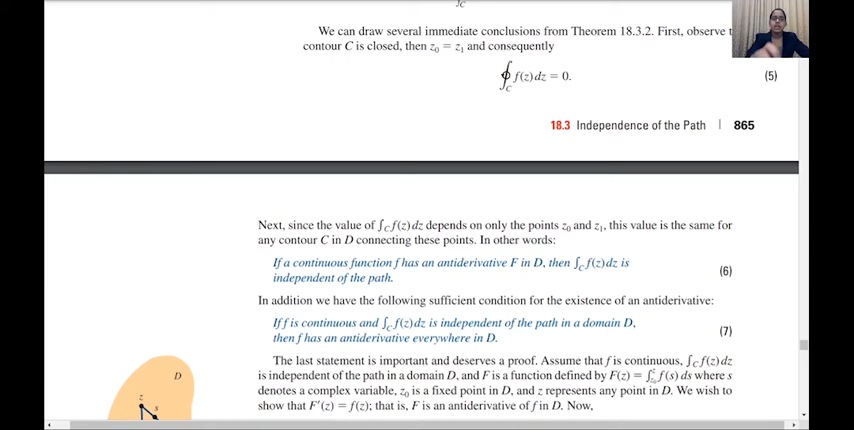 ∫C
We can draw several immediate conclusions from Theorem 18.3.2. First, observe
contour C is closed, then z₀ = z₁ and consequently
∮C f(z) dz = 0. (5)
18.3 Independence of the Path | 865
Next, since the value of ∫C f(z) dz depends on only the points z₀ and z₁, this value is the same for
any contour C in D connecting these points. In other words:
If a continuous function f has an antiderivative F in D, then ∫C f(z) dz is
independent of the path. (6)
In addition we have the following sufficient condition for the existence of an antiderivative:
If f is continuous and ∫C f(z) dz is independent of the path in a domain D,
then f has an antiderivative everywhere in D. (7)
The last statement is important and deserves a proof. Assume that f is continuous, ∫C f(z) dz
is independent of the path in a domain D, and F is a function defined by F(z) = ∫z₀^z f(s) ds where s
denotes a complex variable, z₀ is a fixed point in D, and z represents any point in D. We wish to
show that F′(z) = f(z); that is, F is an antiderivative of f in D. Now,
D
z
s